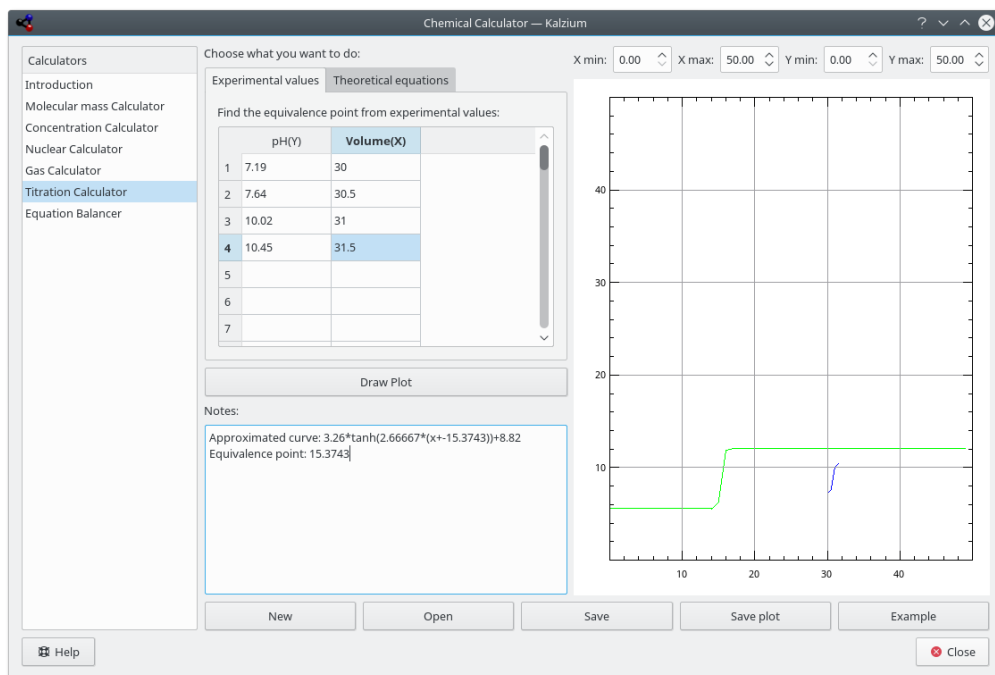 Chemical Calculator — Kalzium
?
Calculators
Introduction
Molecular mass Calculator
Concentration Calculator
Nuclear Calculator
Gas Calculator
Titration Calculator
Equation Balancer
Choose what you want to do:
Experimental values
Theoretical equations
Find the equivalence point from experimental values:
pH(Y) Volume(X)
1 7.19 30
2 7.64 30.5
3 10.02 31
4 10.45 31.5
5
6
7
Draw Plot
Notes:
Approximated curve: 3.26*tanh(2.66667*(x+-15.3743))+8.82
Equivalence point: 15.3743
X min: 0.00 X max: 50.00 Y min: 0.00 Y max: 50.00
40
30
20
10
10 20 30 40
New Open Save Save plot Example
Help Close